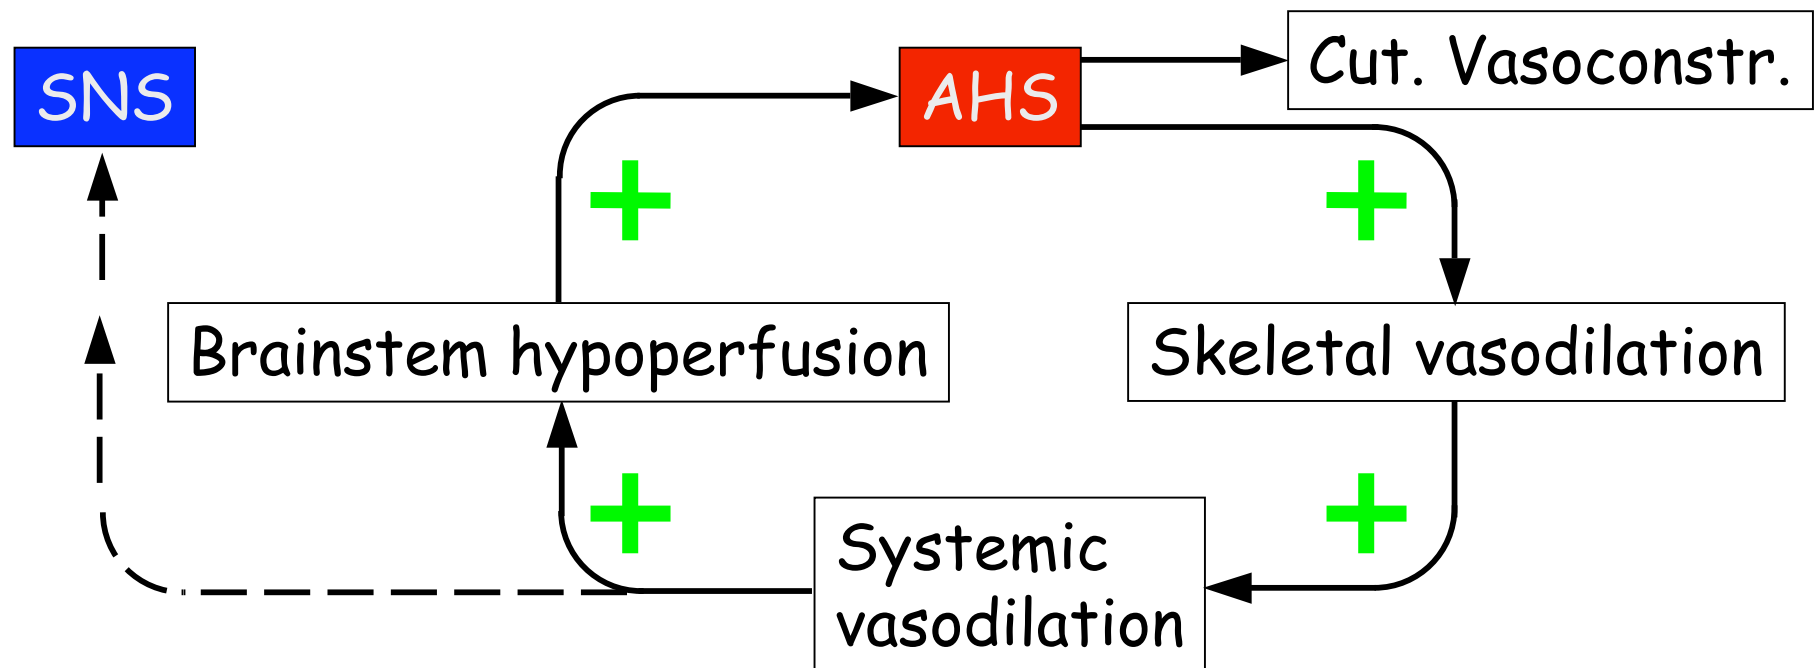 SNS
AHS
Cut. Vasoconstr.
+
+
Brainstem hypoperfusion
Skeletal vasodilation
+
+
Systemic
vasodilation